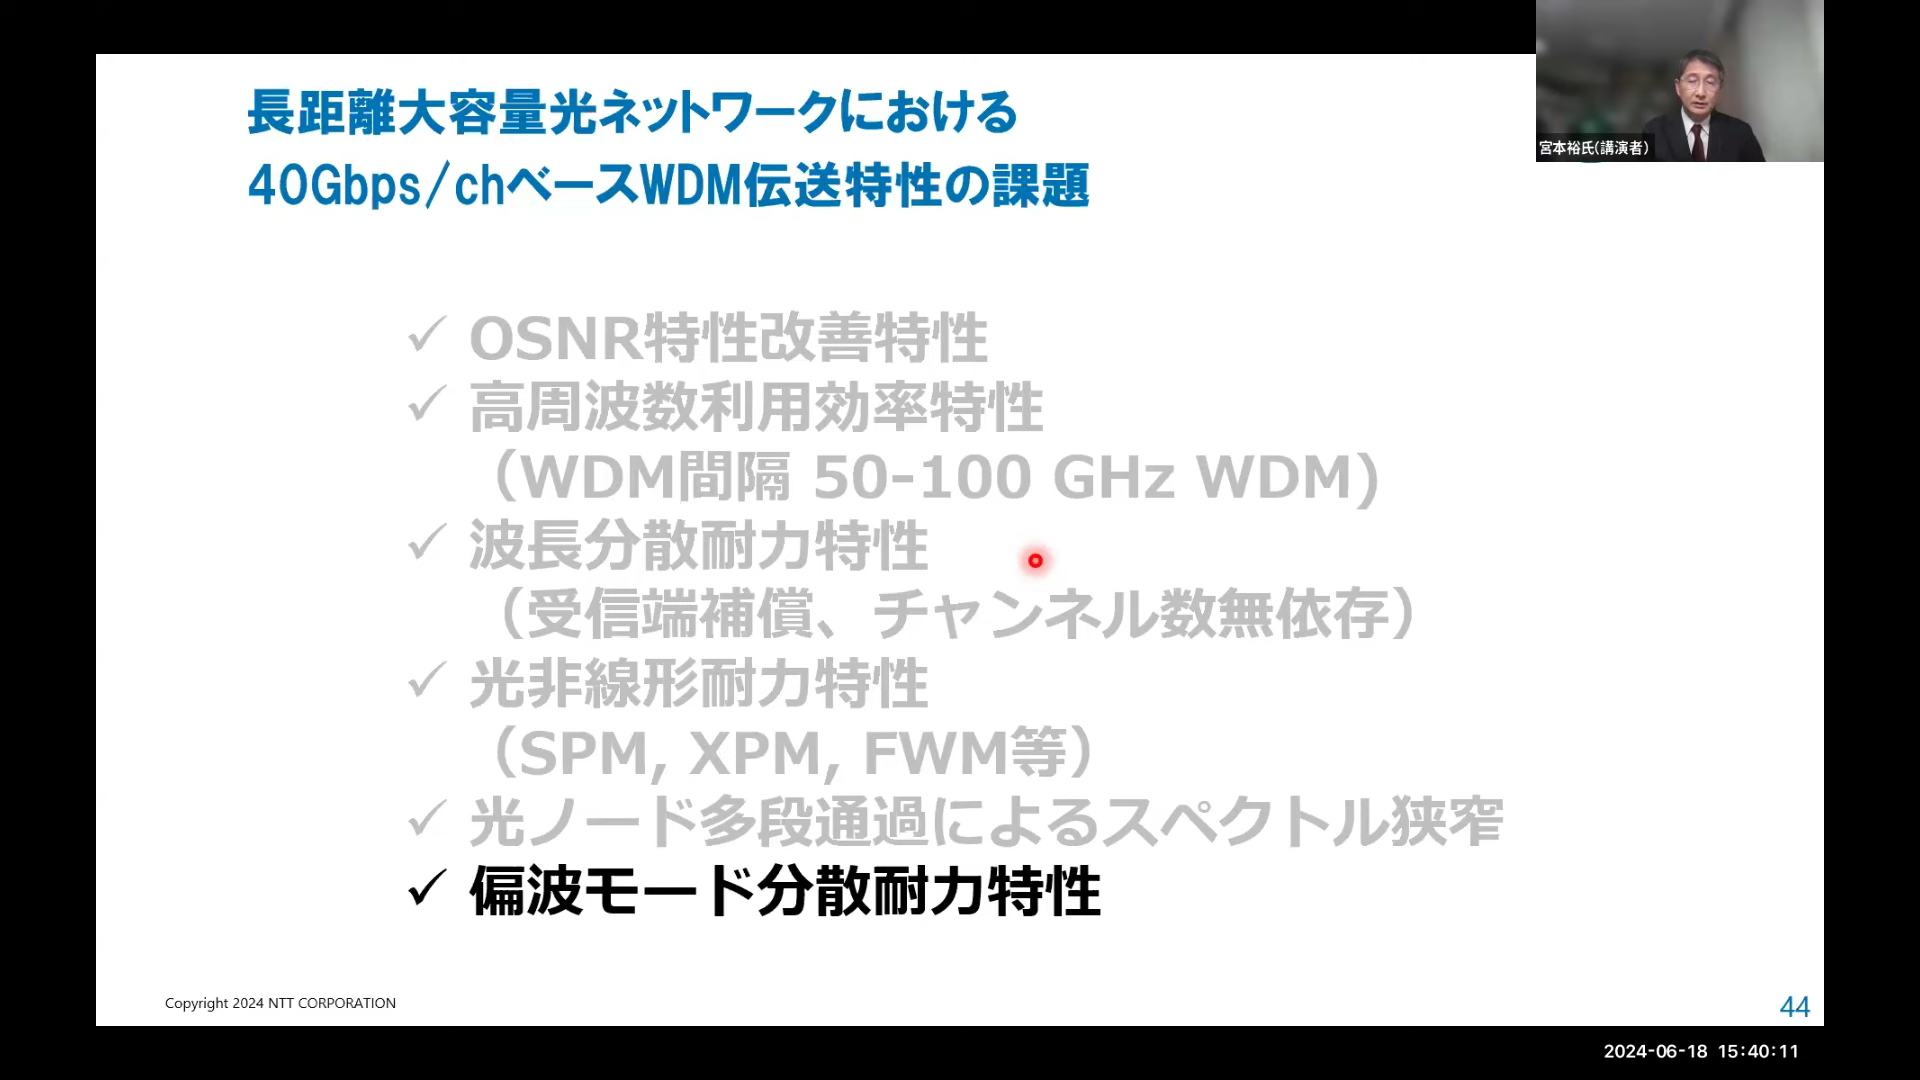 長距離大容量光ネットワークにおける
40Gbps/chベースWDM伝送特性の課題
宮本裕氏(講演者)
✓ OSNR特性改善特性
✓ 高周波数利用効率特性
（WDM間隔 50-100 GHz WDM)
✓ 波長分散耐力特性
（受信端補償、チャンネル数無依存）
✓ 光非線形耐力特性
（SPM, XPM, FWM等）
✓ 光ノード多段通過によるスペクトル狭窄
✓ 偏波モード分散耐力特性
Copyright 2024 NTT CORPORATION
44
2024-06-18 15:40:11